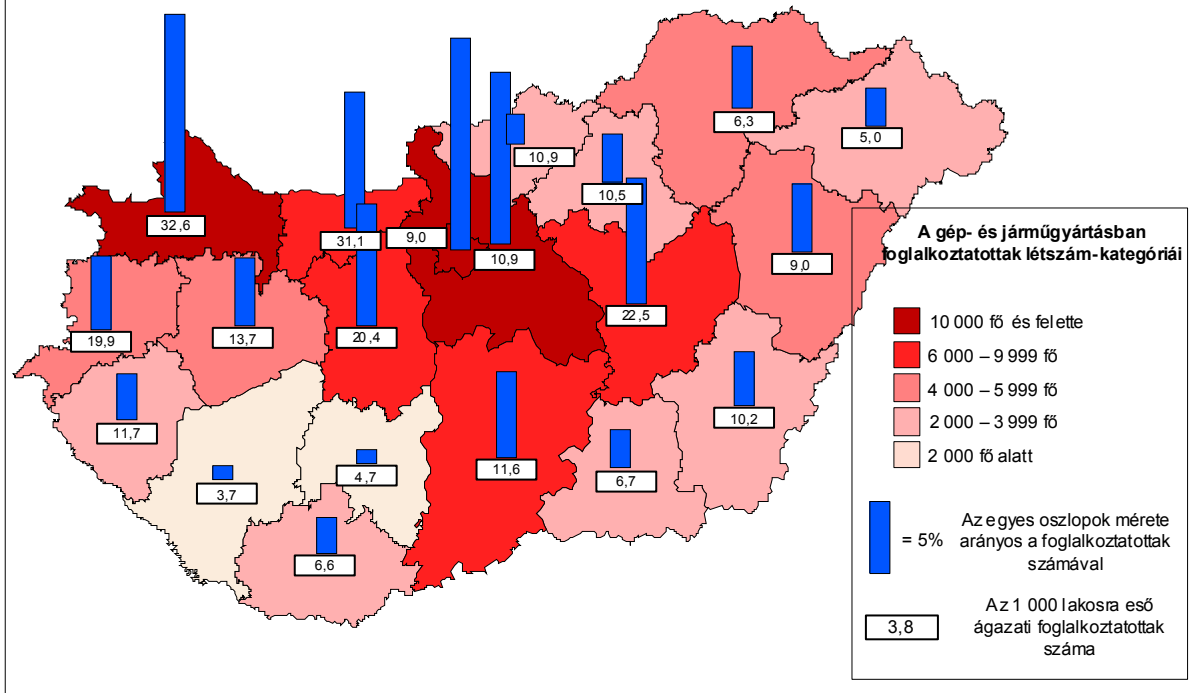 6,3
5,0
10,9
10,5
32,6
31,1
9,0
10,9
9,0
22,5
19,9
13,7
20,4
11,7
10,2
11,6
3,7
4,7
6,7
6,6
A gép- és járműgyártásban
foglalkoztatottak létszám-kategóriái
10 000 fő és felette
6 000 – 9 999 fő
4 000 – 5 999 fő
2 000 – 3 999 fő
2 000 fő alatt
= 5%
Az egyes oszlopok mérete
arányos a foglalkoztatottak
számával
3,8
Az 1 000 lakosra eső
ágazati foglalkoztatottak
száma